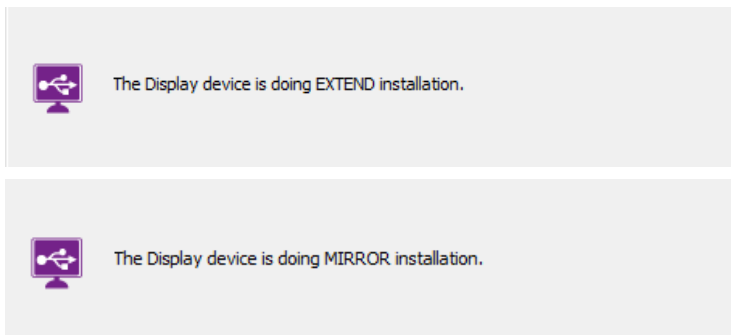 The Display device is doing EXTEND installation.
The Display device is doing MIRROR installation.